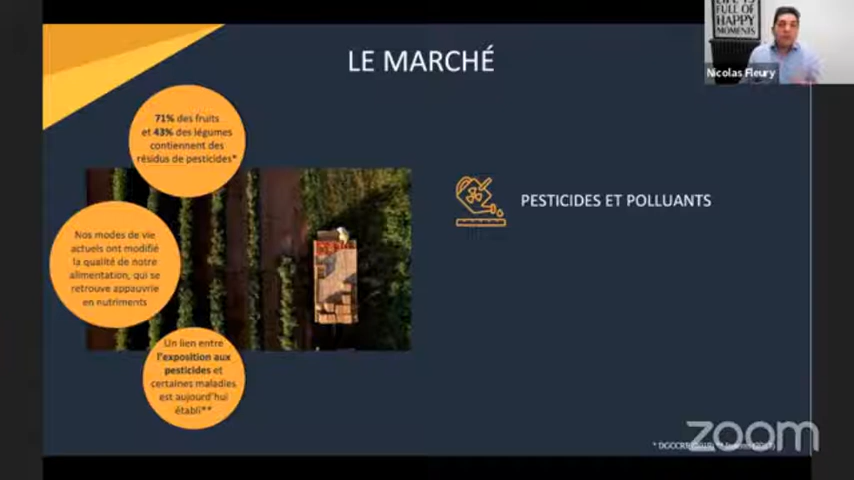 LIFE IS
FULL OF
HAPPY
MOMENTS
Nicolas Fleury
LE MARCHÉ
71% des fruits
et 43% des légumes
contiennent des
résidus de pesticides*
Nos modes de vie
actuels ont modifié
la qualité de notre
alimentation, qui se
retrouve appauvrie
en nutriments
Un lien entre
l'exposition aux
pesticides et
certaines maladies
est aujourd'hui
établi**
PESTICIDES ET POLLUANTS
zoom